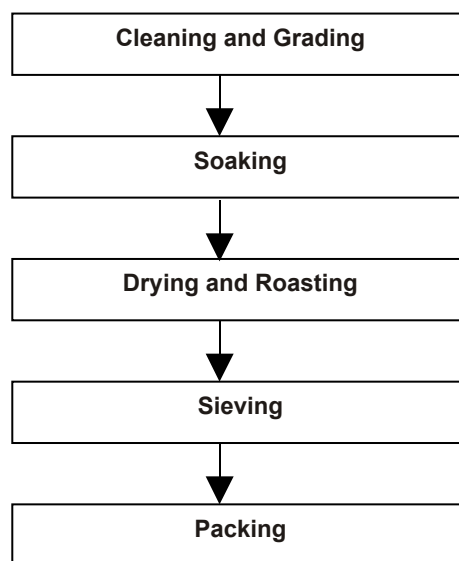 Cleaning and Grading
Soaking
Drying and Roasting
Sieving
Packing